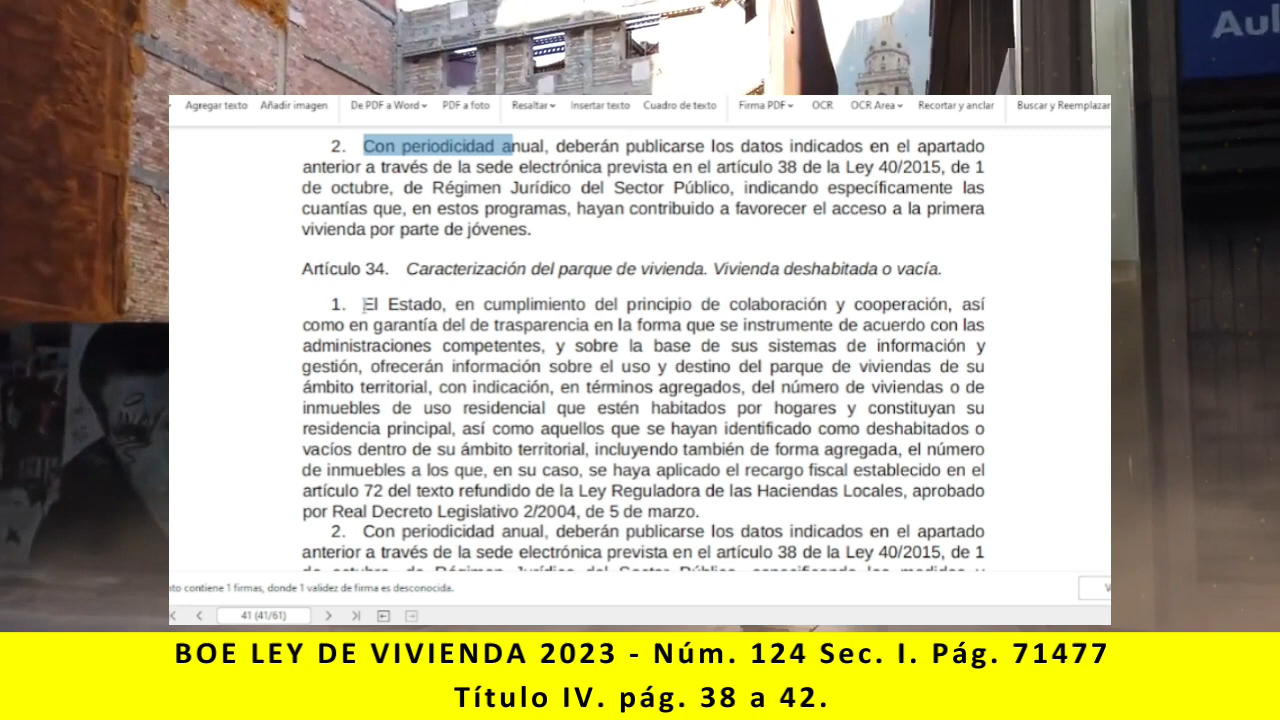 Aul
Agregar texto Añadir imagen De PDF a Word PDF a foto Resaltar Insertar texto Cuadro de texto Firma PDF OCR OCR Area Recortar y anclar Buscar y Reemplazar
2. Con periodicidad anual, deberán publicarse los datos indicados en el apartado
anterior a través de la sede electrónica prevista en el artículo 38 de la Ley 40/2015, de 1
de octubre, de Régimen Jurídico del Sector Público, indicando específicamente las
cuantías que, en estos programas, hayan contribuido a favorecer el acceso a la primera
vivienda por parte de jóvenes.
Artículo 34. Caracterización del parque de vivienda. Vivienda deshabitada o vacía.
1. El Estado, en cumplimiento del principio de colaboración y cooperación, así
como en garantía del de trasparencia en la forma que se instrumente de acuerdo con las
administraciones competentes, y sobre la base de sus sistemas de información y
gestión, ofrecerán información sobre el uso y destino del parque de viviendas de su
ámbito territorial, con indicación, en términos agregados, del número de viviendas o de
inmuebles de uso residencial que estén habitados por hogares y constituyan su
residencia principal, así como aquellos que se hayan identificado como deshabitados o
vacíos dentro de su ámbito territorial, incluyendo también de forma agregada, el número
de inmuebles a los que, en su caso, se haya aplicado el recargo fiscal establecido en el
artículo 72 del texto refundido de la Ley Reguladora de las Haciendas Locales, aprobado
por Real Decreto Legislativo 2/2004, de 5 de marzo.
2. Con periodicidad anual, deberán publicarse los datos indicados en el apartado
anterior a través de la sede electrónica prevista en el artículo 38 de la Ley 40/2015, de 1
de octubre, de Régimen Jurídico del Sector Público, especificando las medidas y
contiene 1 firmas, donde 1 validez de firma es desconocida.
41 (41/61)
BOE LEY DE VIVIENDA 2023 - Núm. 124 Sec. I. Pág. 71477
Título IV. pág. 38 a 42.